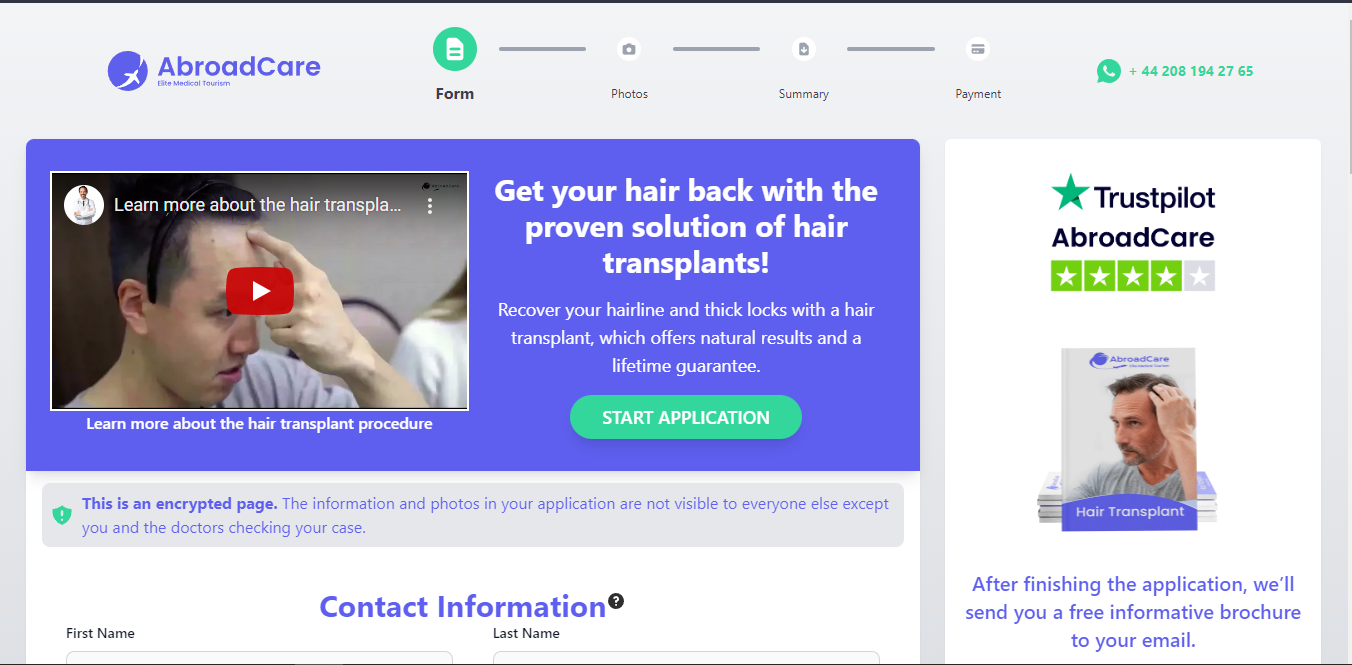 AbroadCare
Elite Medical Tourism
Form
Photos
Summary
Payment
+ 44 208 194 27 65
Learn more about the hair transpla...
Learn more about the hair transplant procedure
Get your hair back with the
proven solution of hair
transplants!
Recover your hairline and thick locks with a hair
transplant, which offers natural results and a
lifetime guarantee.
START APPLICATION
This is an encrypted page. The information and photos in your application are not visible to everyone else except
you and the doctors checking your case.
Contact Information
First Name
Last Name
Trustpilot
AbroadCare
AbroadCare
Elite Medical Tourism
Hair Transplant
After finishing the application, we’ll
send you a free informative brochure
to your email.